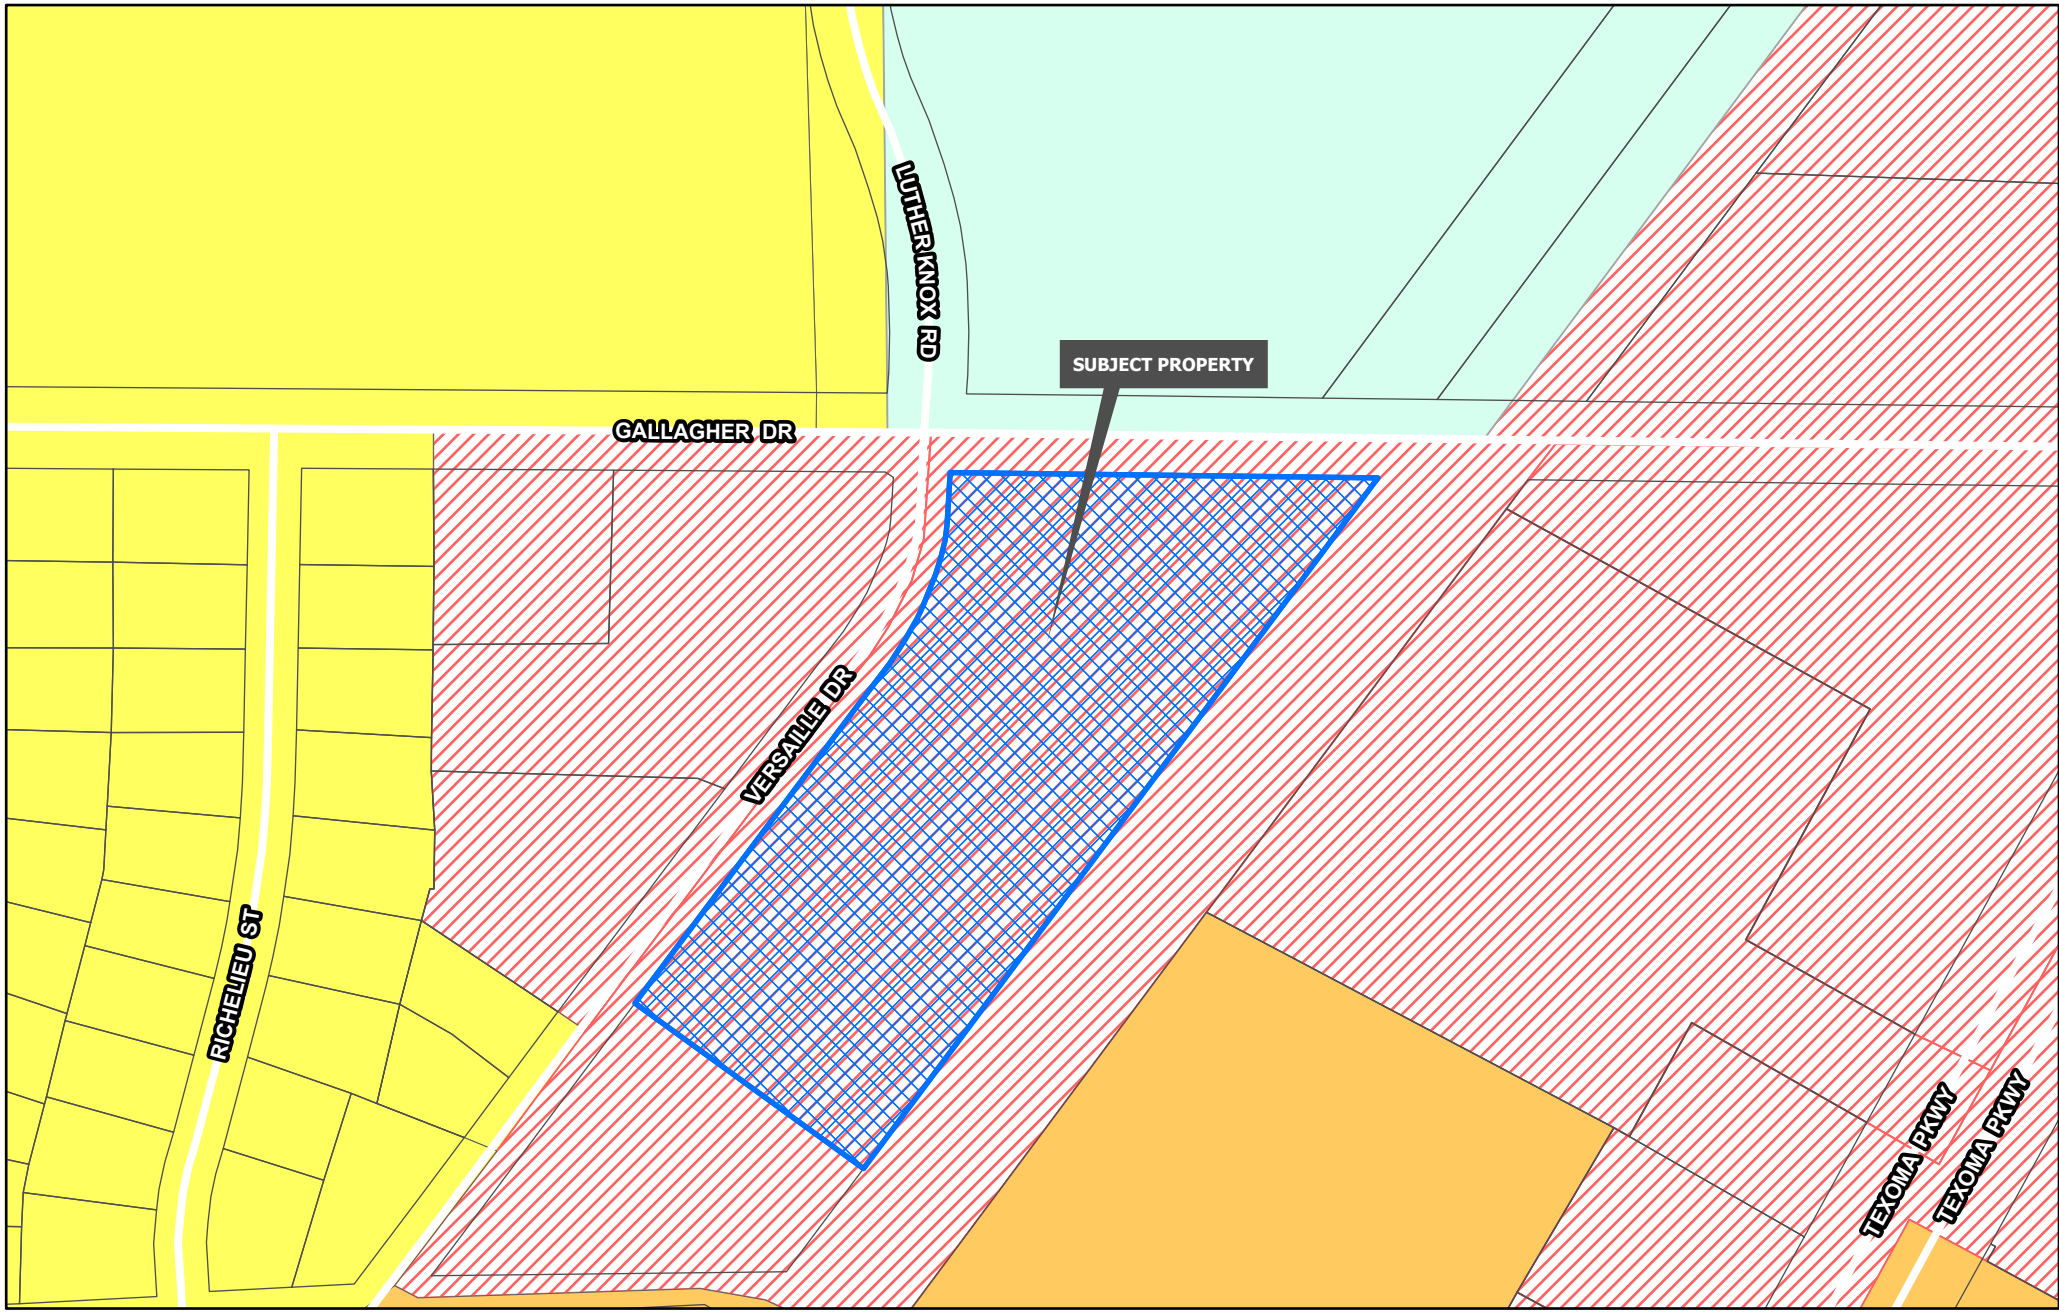 LUTHER KNOX RD
SUBJECT PROPERTY
GALLAGHER DR
VERSAILLE DR
RICHELIEU ST
TEXOMA PKWY
TEXOMA PKWY